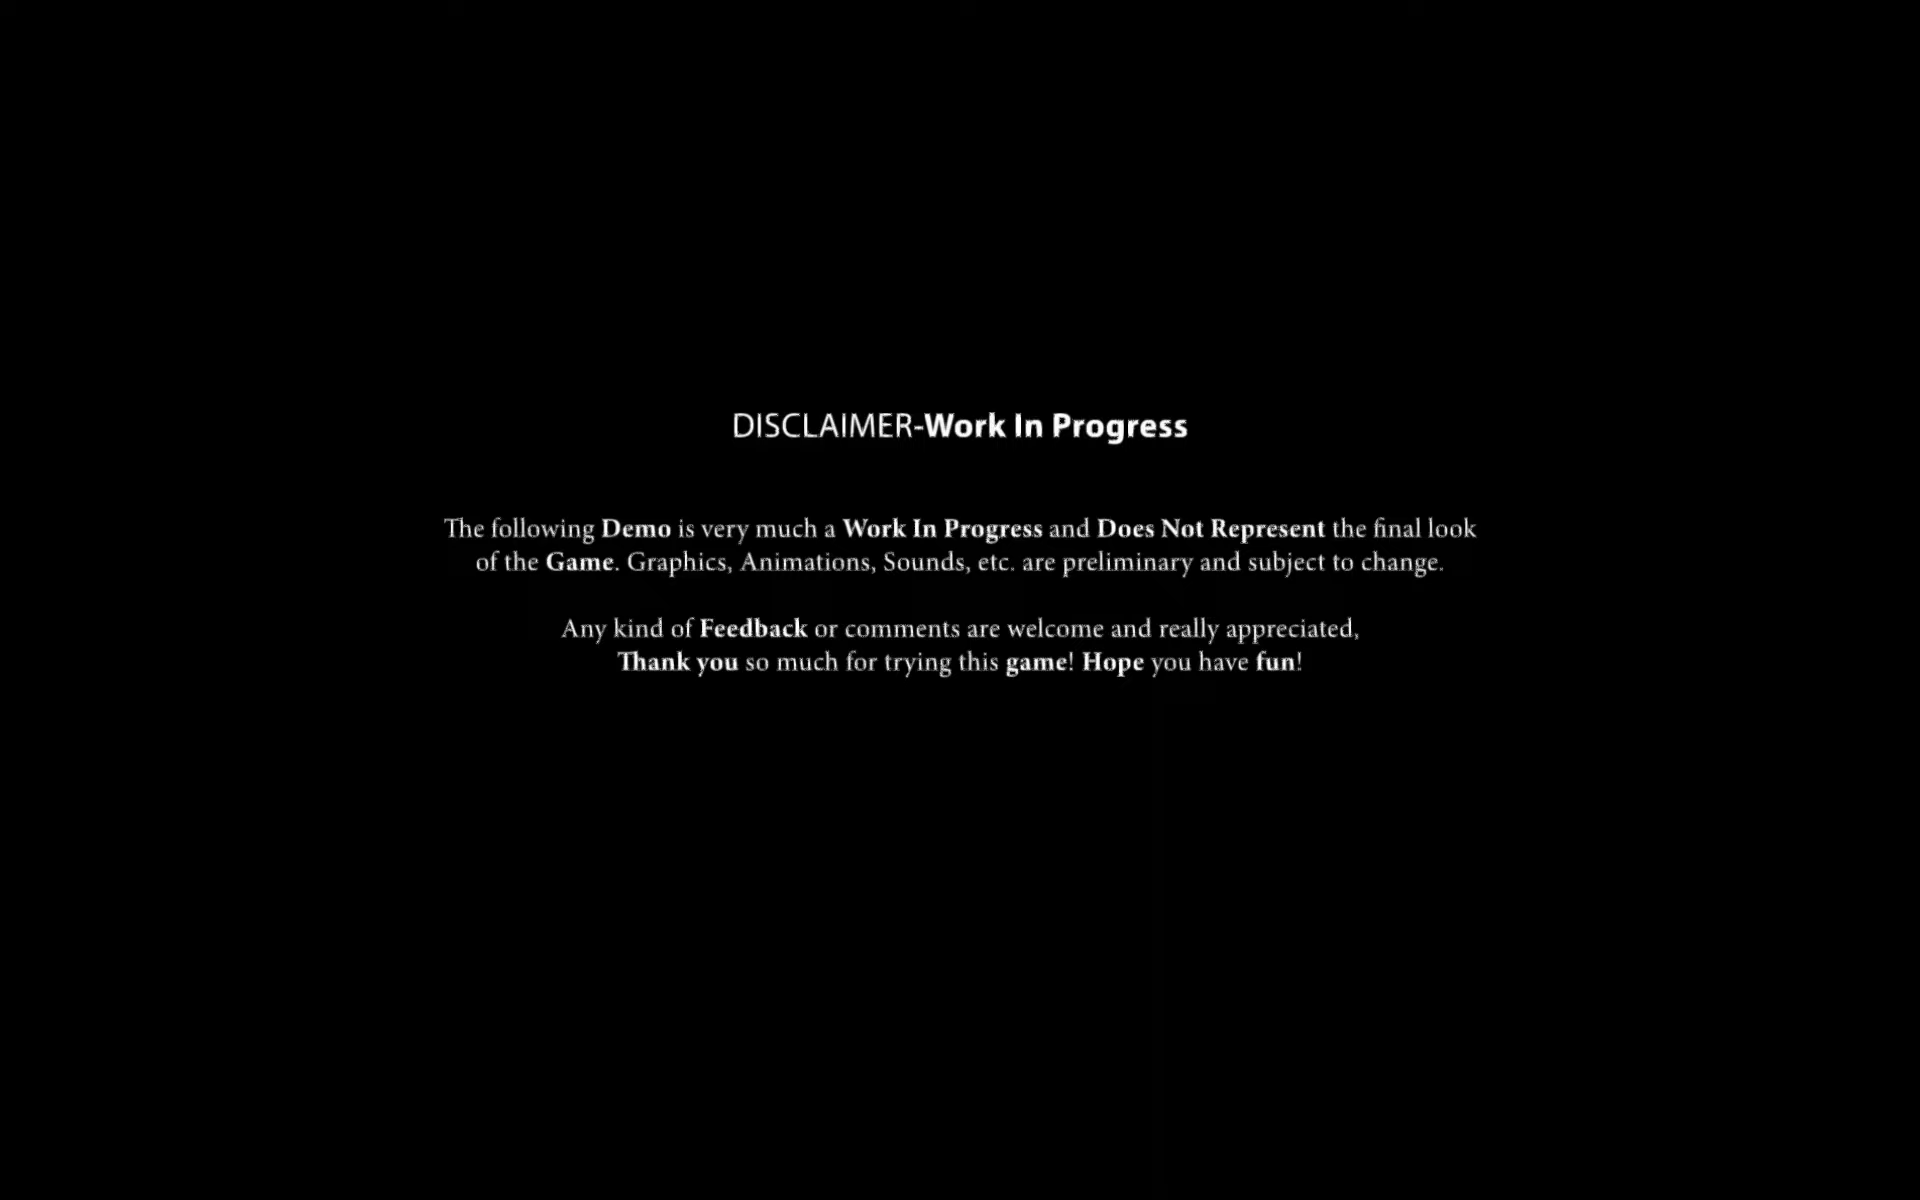 DISCLAIMER-Work In Progress
The following Demo is very much a Work In Progress and Does Not Represent the final look
of the Game. Graphics, Animations, Sounds, etc. are preliminary and subject to change.
Any kind of Feedback or comments are welcome and really appreciated,
Thank you so much for trying this game! Hope you have fun!